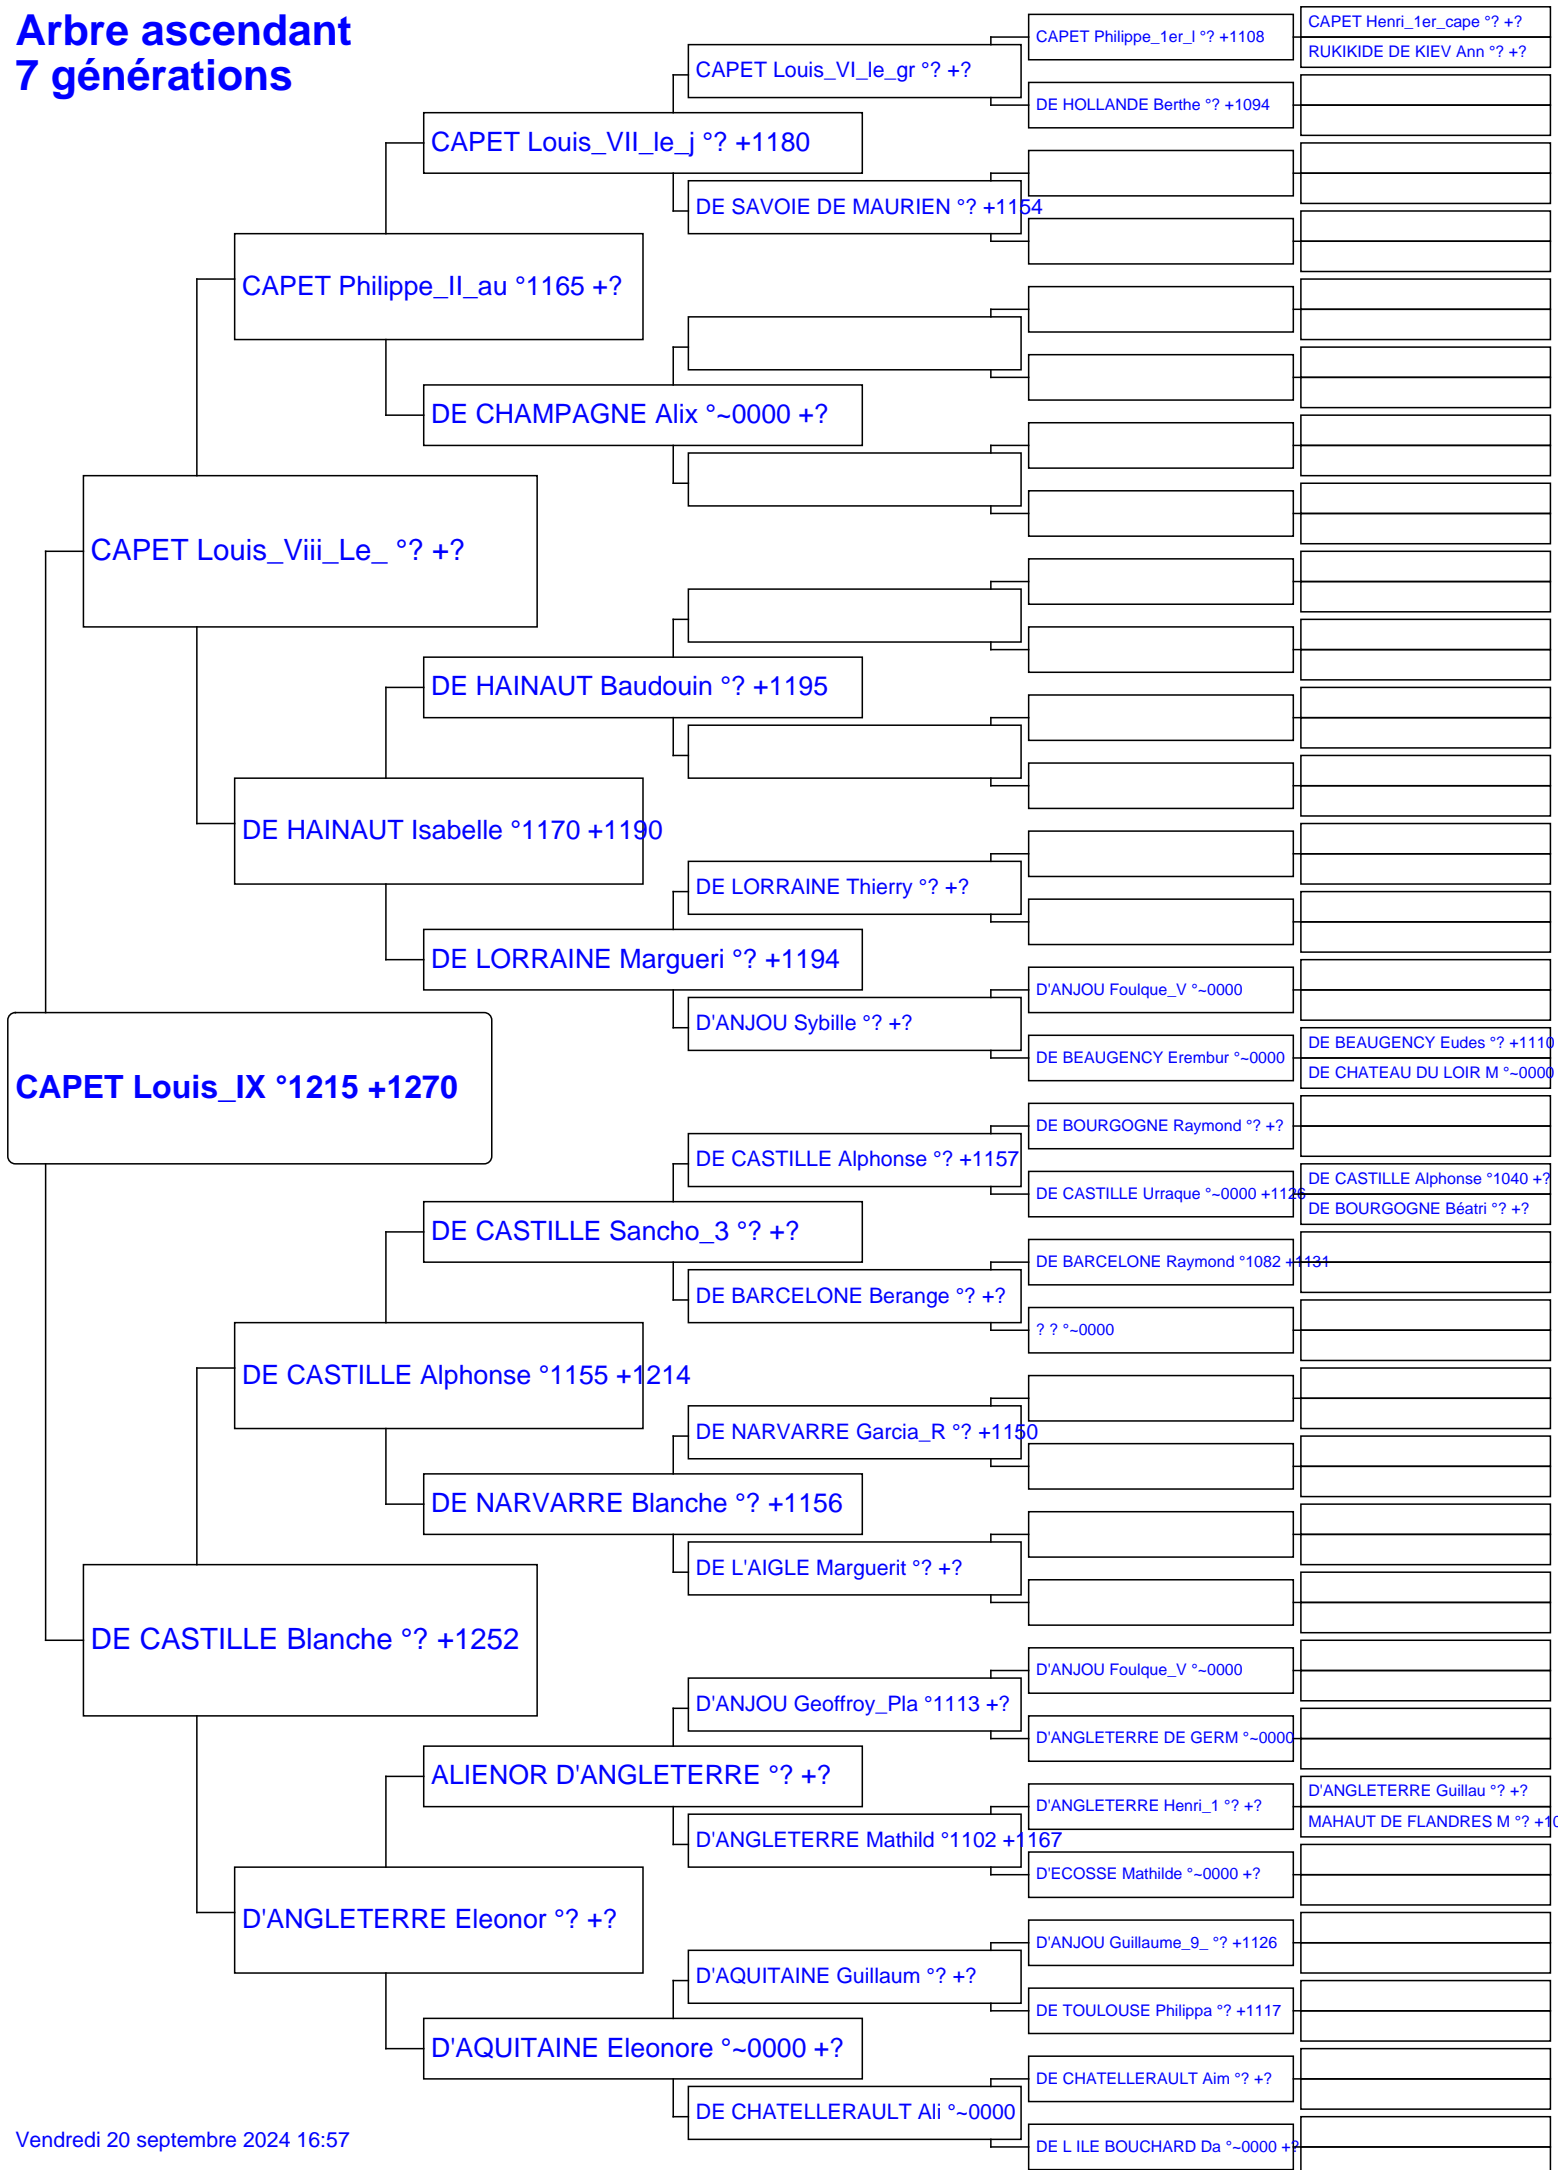 Arbre ascendant
7 générations
CAPET Henri_1er_cape °? +?
CAPET Philippe_1er_l °? +1108
RUKIKIDE DE KIEV Ann °? +?
CAPET Louis_VI_le_gr °? +?
DE HOLLANDE Berthe °? +1094
CAPET Louis_VII_le_j °? +1180
DE SAVOIE DE MAURIEN °? +1154
CAPET Philippe_II_au °1165 +?
DE CHAMPAGNE Alix °~0000 +?
CAPET Louis_Viii_Le_ °? +?
DE HAINAUT Baudouin °? +1195
DE HAINAUT Isabelle °1170 +1190
DE LORRAINE Thierry °? +?
DE LORRAINE Margueri °? +1194
D'ANJOU Foulque_V °~0000
D'ANJOU Sybille °? +?
DE BEAUGENCY Eudes °? +1110
DE BEAUGENCY Erembur °~0000
DE CHATEAU DU LOIR M °~0000
CAPET Louis_IX °1215 +1270
DE BOURGOGNE Raymond °? +?
DE CASTILLE Alphonse °? +1157
DE CASTILLE Alphonse °1040 +?
DE CASTILLE Urraque °~0000 +1126
DE BOURGOGNE Béatri °? +?
DE CASTILLE Sancho_3 °? +?
DE BARCELONE Raymond °1082 +1131
DE BARCELONE Berange °? +?
? ? °~0000
DE CASTILLE Alphonse °1155 +1214
DE NARVARRE Garcia_R °? +1150
DE NARVARRE Blanche °? +1156
DE L'AIGLE Marguerit °? +?
DE CASTILLE Blanche °? +1252
D'ANJOU Foulque_V °~0000
D'ANJOU Geoffroy_Pla °1113 +?
D'ANGLETERRE DE GERM °~0000
ALIENOR D'ANGLETERRE °? +?
D'ANGLETERRE Guillau °? +?
D'ANGLETERRE Henri_1 °? +?
MAHAUT DE FLANDRES M °? +10
D'ANGLETERRE Mathild °1102 +1167
D'ECOSSE Mathilde °~0000 +?
D'ANGLETERRE Eleonor °? +?
D'ANJOU Guillaume_9_ °? +1126
D'AQUITAINE Guillaum °? +?
DE TOULOUSE Philippa °? +1117
D'AQUITAINE Eleonore °~0000 +?
DE CHATELLERAULT Aim °? +?
DE CHATELLERAULT Ali °~0000
DE L ILE BOUCHARD Da °~0000 +?
Vendredi 20 septembre 2024 16:57